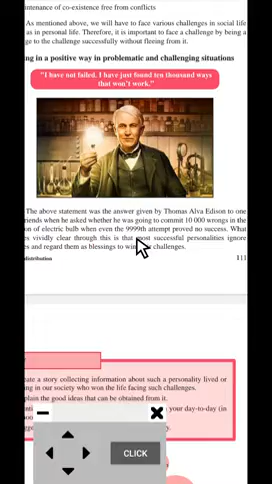 ntenance of co-existence free from conflicts
As mentioned above, we will have to face various challenges in social life
as in personal life. Therefore, it is important to face a challenge by being a
ge to the challenge successfully without fleeing from it.
ng in a positive way in problematic and challenging situations
"I have not failed. I have just found ten thousand ways
that won't work."
The above statement was the answer given by Thomas Alva Edison to one
riends when he asked whether he was going to commit 10 000 wrongs in the
on of electric bulb when even the 9999th attempt proved no success. What
es vividly clear through this is that most successful personalities ignore
es and regard them as blessings to win challenges.
distribution 111
ate a story collecting information about such a personality lived or
ng in our society who won the life facing such challenges.
plain the good ideas that can be obtained from it.
your day-to-day (in
CLICK